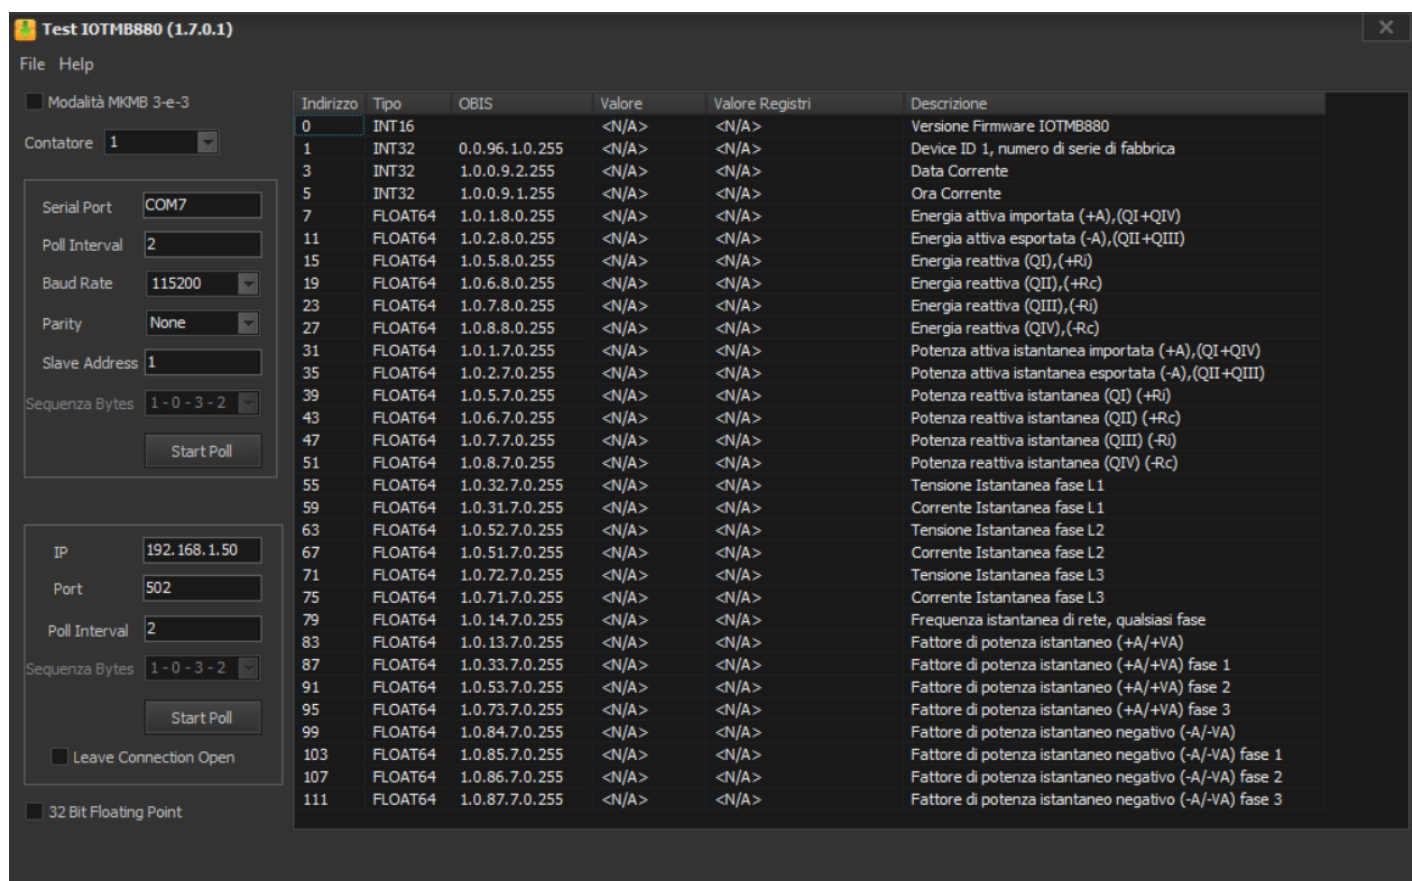 Test IOTMB880 (1.7.0.1)
File Help
Modalità MKMB 3-e-3
Contatore 1
Serial Port COM7
Poll Interval 2
Baud Rate 115200
Parity None
Slave Address 1
Sequenza Bytes 1-0-3-2
Start Poll
IP 192.168.1.50
Port 502
Poll Interval 2
Sequenza Bytes 1-0-3-2
Start Poll
Leave Connection Open
32 Bit Floating Point
Indirizzo Tipo OBIS Valore Valore Registri Descrizione
0 INT16 <N/A> <N/A> Versione Firmware IOTMB880
1 INT32 0.0.96.1.0.255 <N/A> <N/A> Device ID 1, numero di serie di fabbrica
3 INT32 1.0.0.9.2.255 <N/A> <N/A> Data Corrente
5 INT32 1.0.0.9.1.255 <N/A> <N/A> Ora Corrente
7 FLOAT64 1.0.1.8.0.255 <N/A> <N/A> Energia attiva importata (+A),(QI+QIV)
11 FLOAT64 1.0.2.8.0.255 <N/A> <N/A> Energia attiva esportata (-A),(QII+QIII)
15 FLOAT64 1.0.5.8.0.255 <N/A> <N/A> Energia reattiva (QI),(+Ri)
19 FLOAT64 1.0.6.8.0.255 <N/A> <N/A> Energia reattiva (QII),(+Rc)
23 FLOAT64 1.0.7.8.0.255 <N/A> <N/A> Energia reattiva (QIII),(-Ri)
27 FLOAT64 1.0.8.8.0.255 <N/A> <N/A> Energia reattiva (QIV),(-Rc)
31 FLOAT64 1.0.1.7.0.255 <N/A> <N/A> Potenza attiva istantanea importata (+A),(QI+QIV)
35 FLOAT64 1.0.2.7.0.255 <N/A> <N/A> Potenza attiva istantanea esportata (-A),(QII+QIII)
39 FLOAT64 1.0.5.7.0.255 <N/A> <N/A> Potenza reattiva istantanea (QI) (+Ri)
43 FLOAT64 1.0.6.7.0.255 <N/A> <N/A> Potenza reattiva istantanea (QII) (+Rc)
47 FLOAT64 1.0.7.7.0.255 <N/A> <N/A> Potenza reattiva istantanea (QIII) (-Ri)
51 FLOAT64 1.0.8.7.0.255 <N/A> <N/A> Potenza reattiva istantanea (QIV) (-Rc)
55 FLOAT64 1.0.32.7.0.255 <N/A> <N/A> Tensione Istantanea fase L1
59 FLOAT64 1.0.31.7.0.255 <N/A> <N/A> Corrente Istantanea fase L1
63 FLOAT64 1.0.52.7.0.255 <N/A> <N/A> Tensione Istantanea fase L2
67 FLOAT64 1.0.51.7.0.255 <N/A> <N/A> Corrente Istantanea fase L2
71 FLOAT64 1.0.72.7.0.255 <N/A> <N/A> Tensione Istantanea fase L3
75 FLOAT64 1.0.71.7.0.255 <N/A> <N/A> Corrente Istantanea fase L3
79 FLOAT64 1.0.14.7.0.255 <N/A> <N/A> Frequenza istantanea di rete, qualsiasi fase
83 FLOAT64 1.0.13.7.0.255 <N/A> <N/A> Fattore di potenza istantaneo (+A/+VA)
87 FLOAT64 1.0.33.7.0.255 <N/A> <N/A> Fattore di potenza istantaneo (+A/+VA) fase 1
91 FLOAT64 1.0.53.7.0.255 <N/A> <N/A> Fattore di potenza istantaneo (+A/+VA) fase 2
95 FLOAT64 1.0.73.7.0.255 <N/A> <N/A> Fattore di potenza istantaneo (+A/+VA) fase 3
99 FLOAT64 1.0.84.7.0.255 <N/A> <N/A> Fattore di potenza istantaneo negativo (-A/-VA)
103 FLOAT64 1.0.85.7.0.255 <N/A> <N/A> Fattore di potenza istantaneo negativo (-A/-VA) fase 1
107 FLOAT64 1.0.86.7.0.255 <N/A> <N/A> Fattore di potenza istantaneo negativo (-A/-VA) fase 2
111 FLOAT64 1.0.87.7.0.255 <N/A> <N/A> Fattore di potenza istantaneo negativo (-A/-VA) fase 3